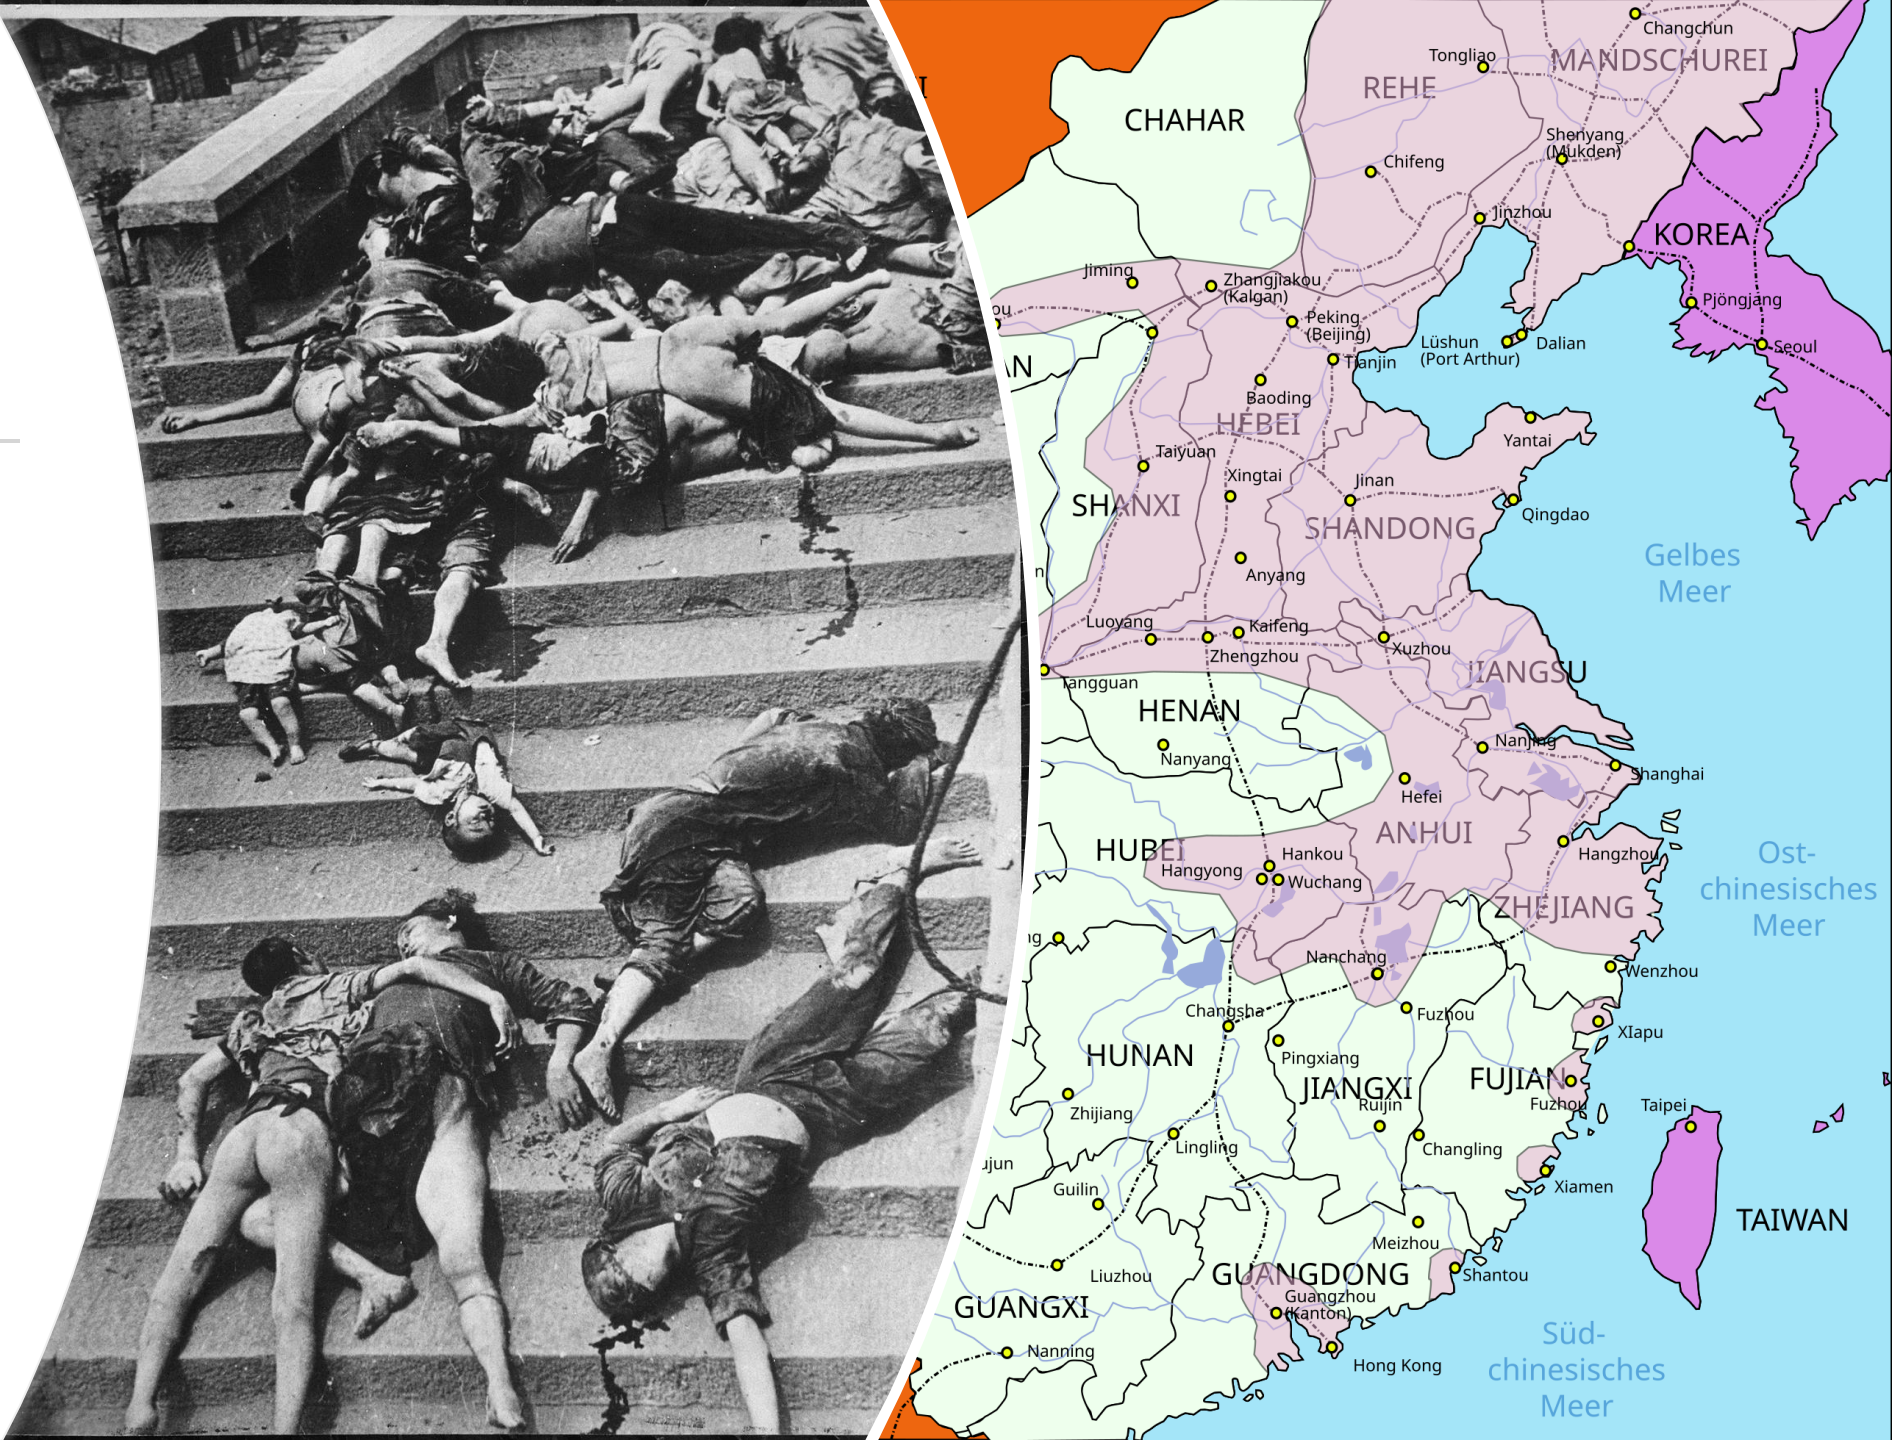 Changchun
MANDSCHUREI
Tongliao
REHE
CHAHAR
Shenyang
(Mukden)
Chifeng
Jinzhou
KOREA
Jiming
Zhangjiakou
(Kalgan)
Pjöngjang
Peking
(Beijing)
Lüshun
(Port Arthur)
Dalian
Seoul
Tianjin
Baoding
HEBEI
Yantai
Taiyuan
Xingtai
Jinan
SHANXI
SHANDONG
Qingdao
Gelbes
Meer
Anyang
Luoyang
Kaifeng
Zhengzhou
Xuzhou
JIANGSU
Tangguan
HENAN
Nanyang
Nanjing
Shanghai
Hefei
ANHUI
HUBEI
Hankou
Hangyong
Wuchang
Hangzhou
Ost-
chinesisches
Meer
ZHEJIANG
Nanchang
Wenzhou
Changsha
Fuzhou
XIapu
HUNAN
Pingxiang
JIANGXI
FUJIAN
Ruijin
Fuzhou
Taipei
Zhijiang
Lingling
Changling
ujun
Guilin
Xiamen
TAIWAN
Meizhou
Liuzhou
GUANGDONG
Shantou
GUANGXI
Guangzhou
(Kanton)
Nanning
Hong Kong
Süd-
chinesisches
Meer